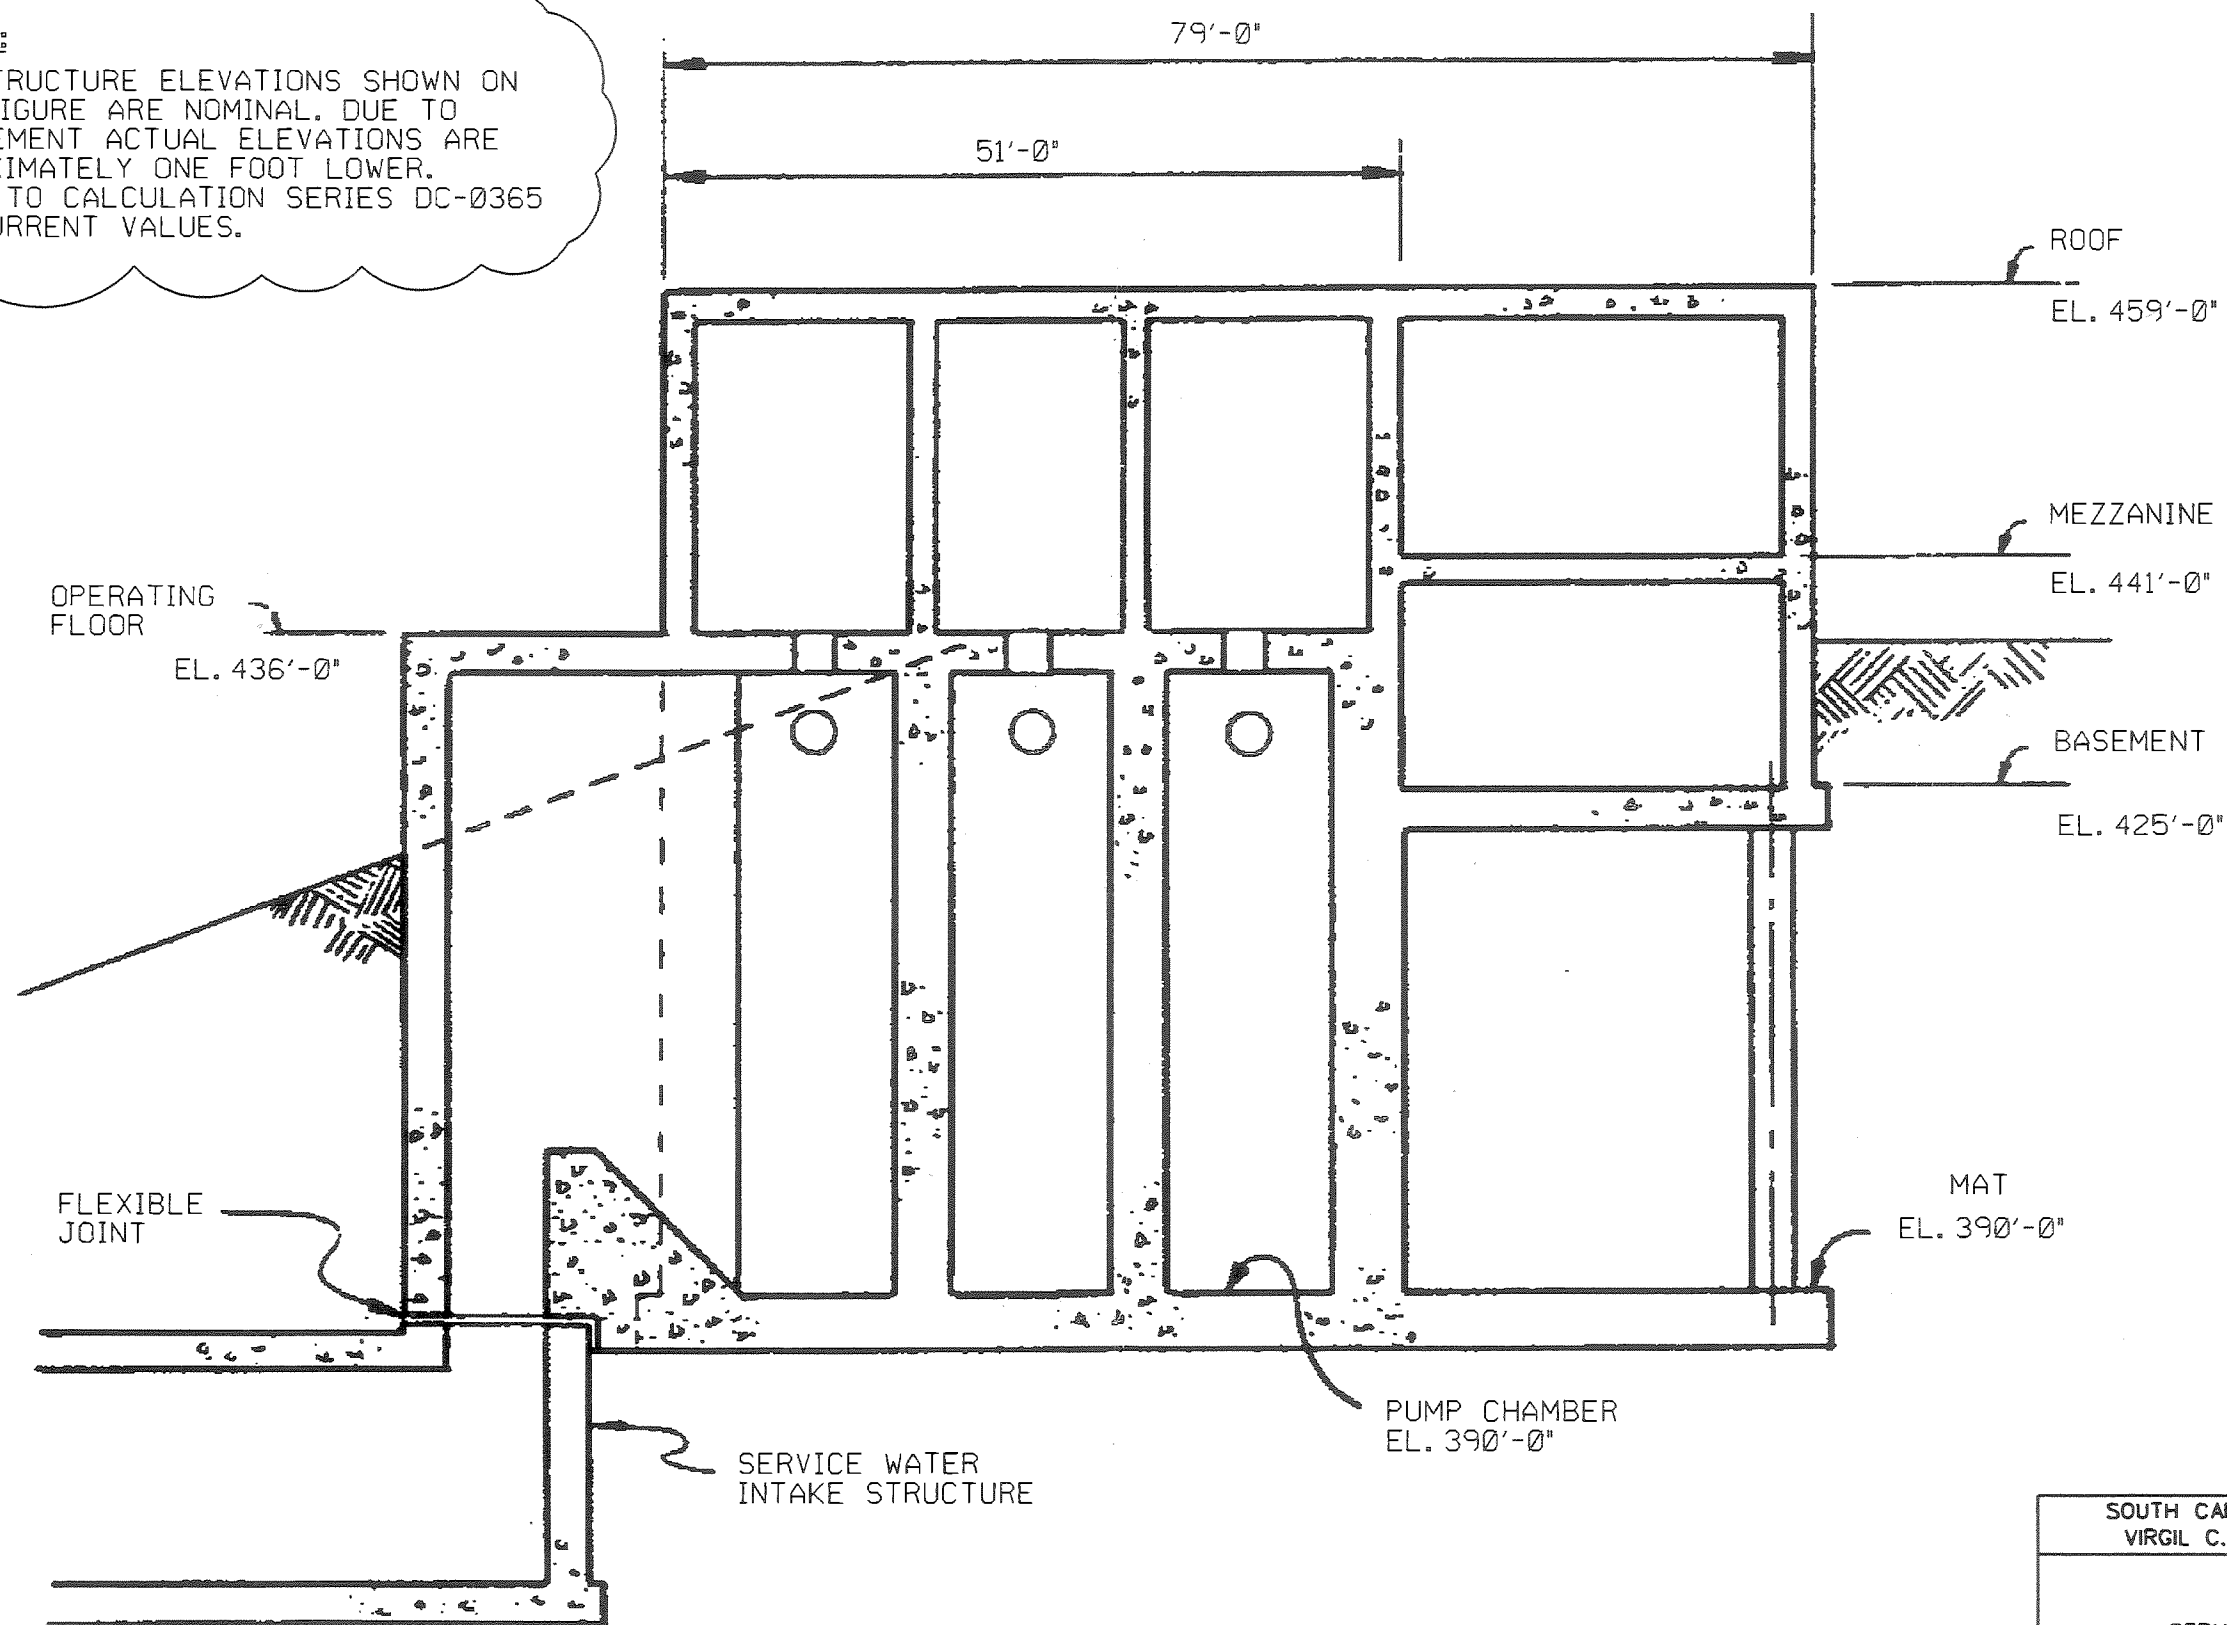 TRUCTURE ELEVATIONS SHOWN ON
IGURE ARE NOMINAL. DUE TO
EMENT ACTUAL ELEVATIONS ARE
IMATELY ONE FOOT LOWER.
TO CALCULATION SERIES DC-0365
URRENT VALUES.
79'-0"
51'-0"
ROOF
EL. 459'-0"
MEZZANINE
EL. 441'-0"
OPERATING
FLOOR
EL. 436'-0"
BASEMENT
EL. 425'-0"
FLEXIBLE
JOINT
MAT
EL. 390'-0"
PUMP CHAMBER
EL. 390'-0"
SERVICE WATER
INTAKE STRUCTURE
SOUTH CA
VIRGIL C.